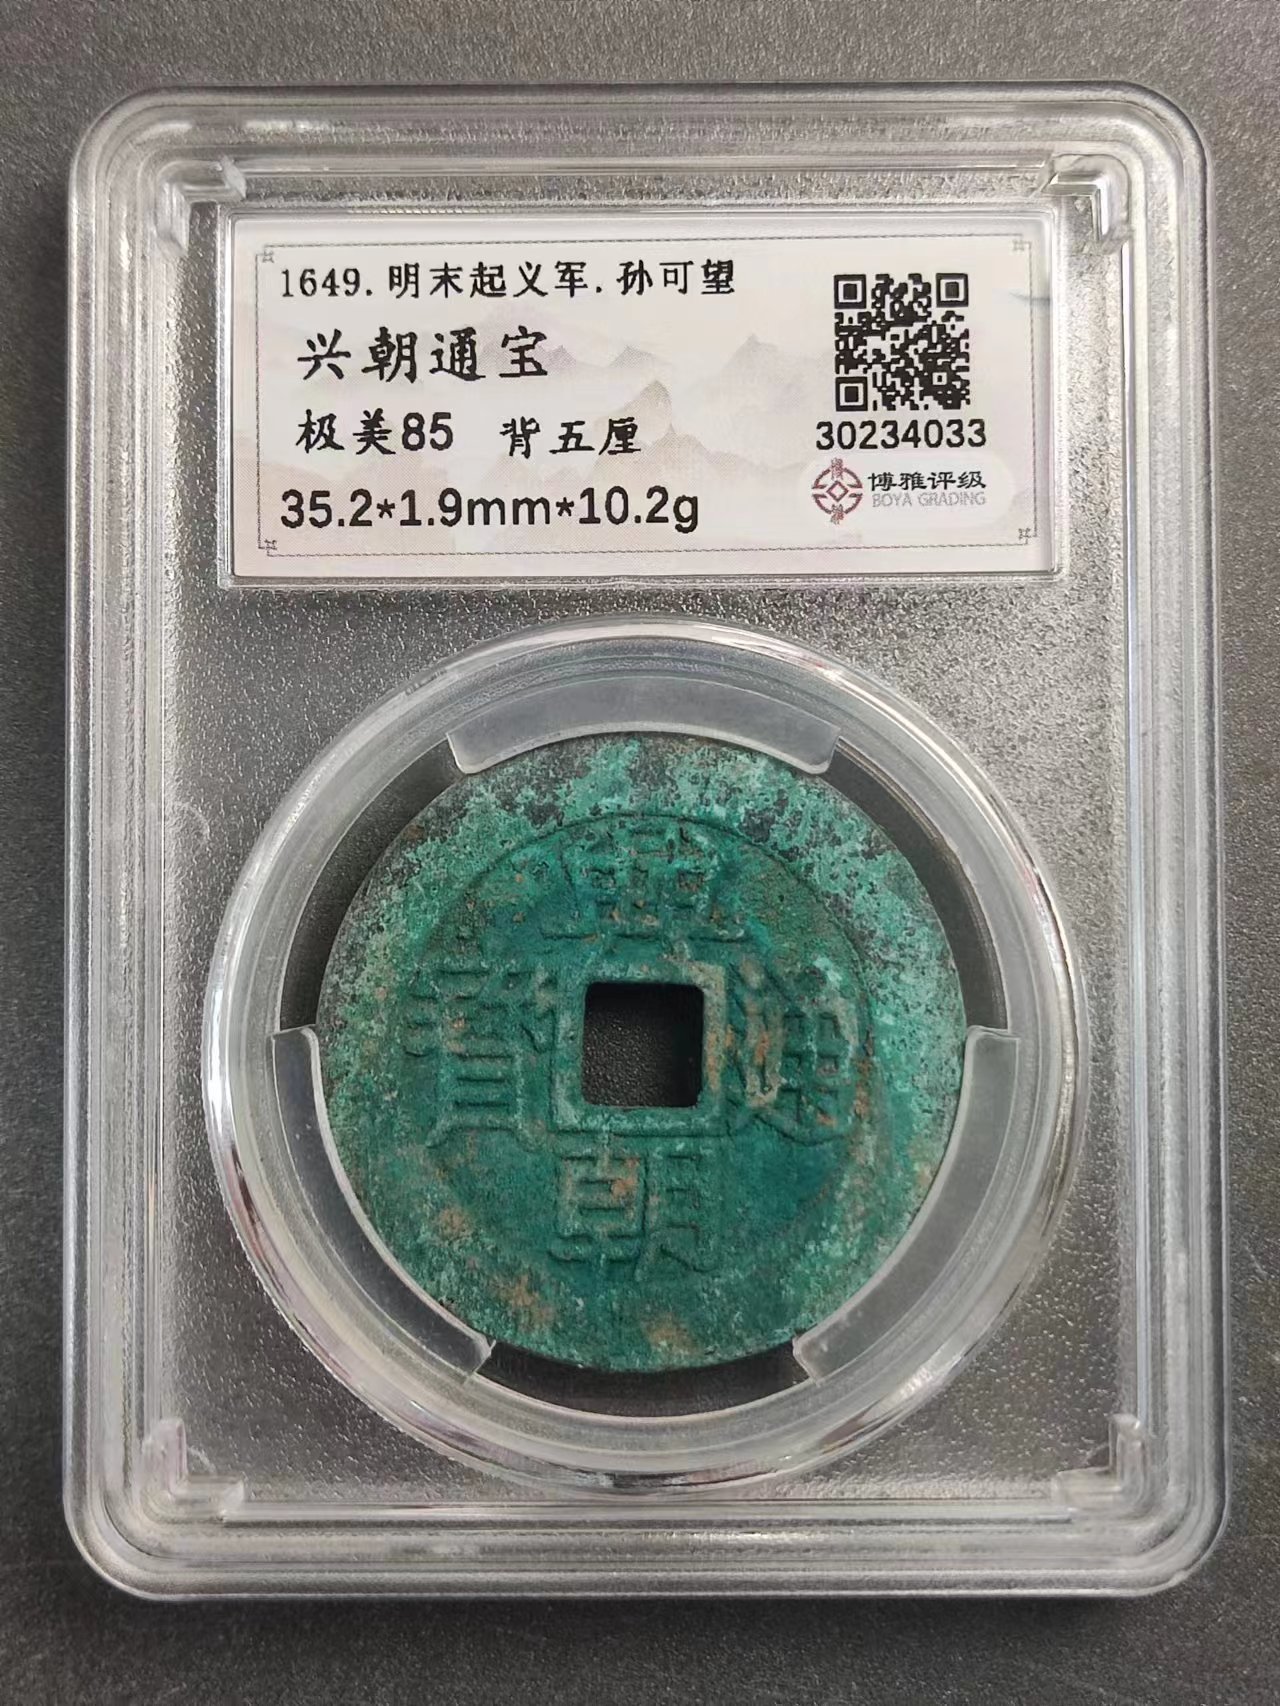 1649.明末起义军.孙可望
兴朝通宝
极美85 背五厘
35.2*1.9mm*10.2g
30234033
博雅评级
BOYA GRADING
興
寶 通
朝